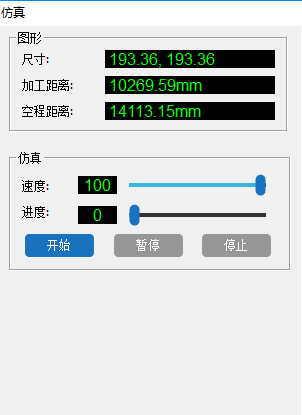 仿真
图形
尺寸: 193.36, 193.36
加工距离: 10269.59mm
空程距离: 14113.15mm
仿真
速度: 100
进度: 0
开始 暂停 停止